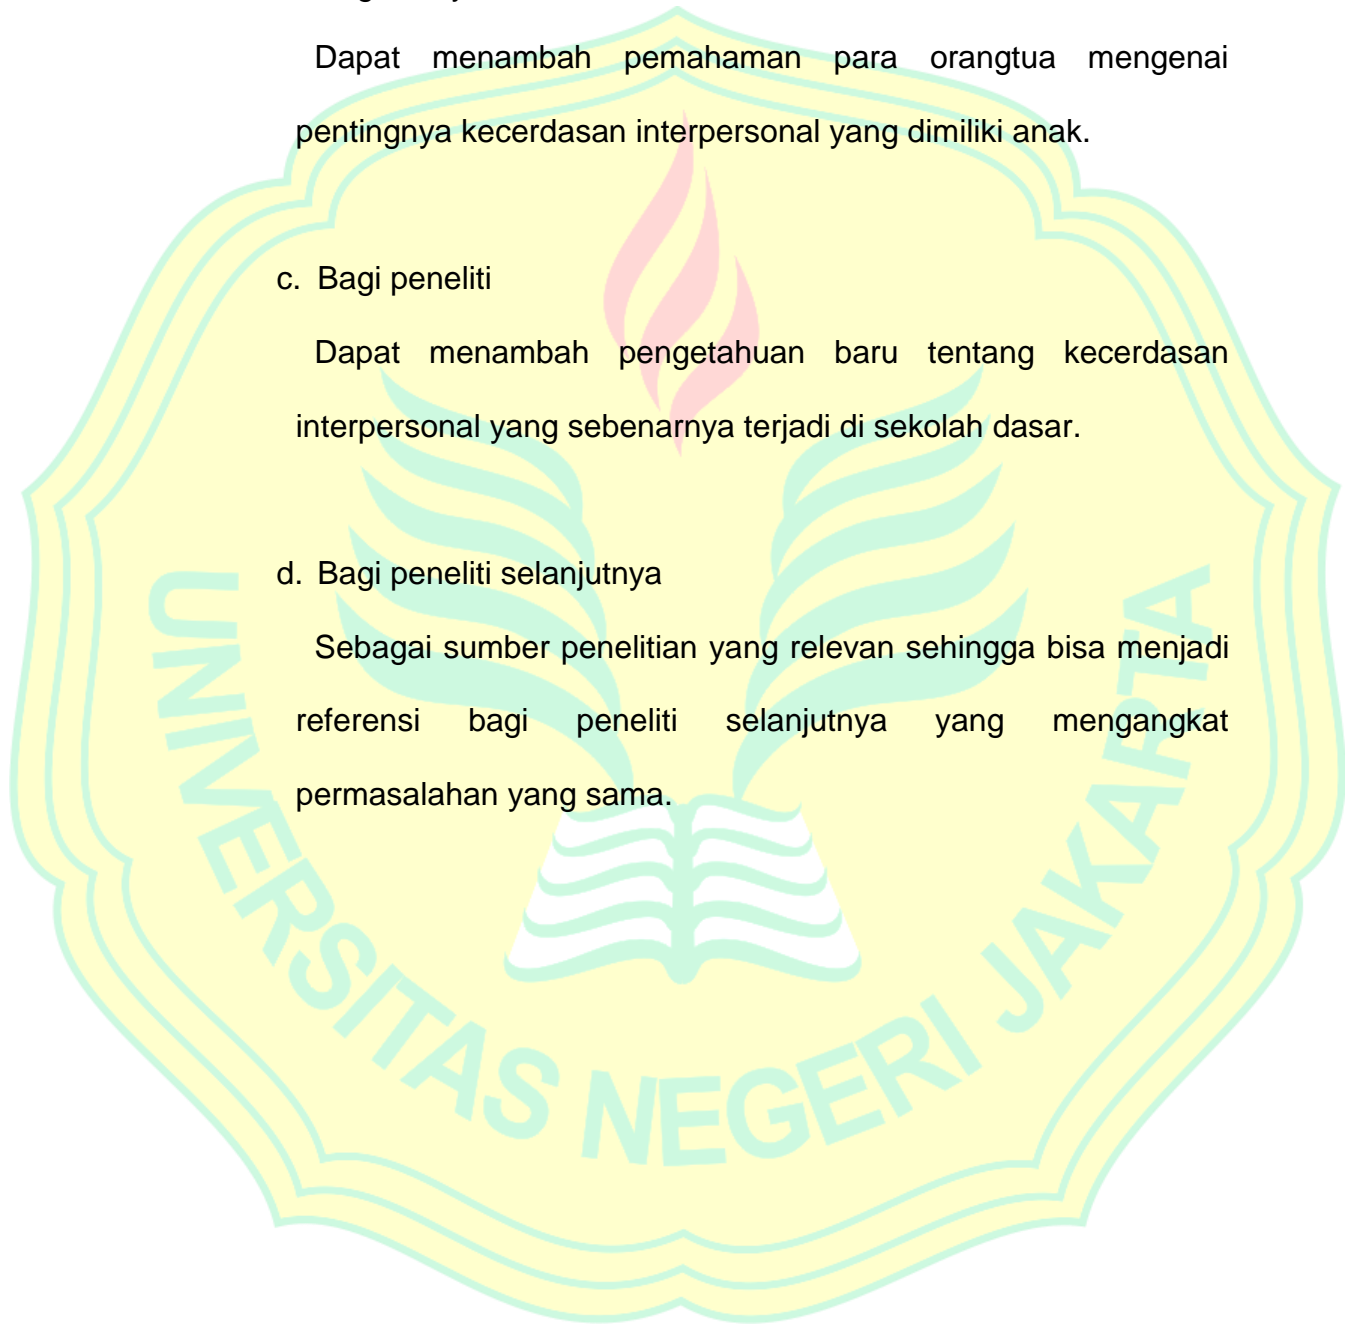 Dapat menambah pemahaman para orangtua mengenai
pentingnya kecerdasan interpersonal yang dimiliki anak.
c. Bagi peneliti
Dapat menambah pengetahuan baru tentang kecerdasan
interpersonal yang sebenarnya terjadi di sekolah dasar.
d. Bagi peneliti selanjutnya
Sebagai sumber penelitian yang relevan sehingga bisa menjadi
referensi bagi peneliti selanjutnya yang mengangkat
permasalahan yang sama.
UNIVERSITAS NEGERI JAKARTA